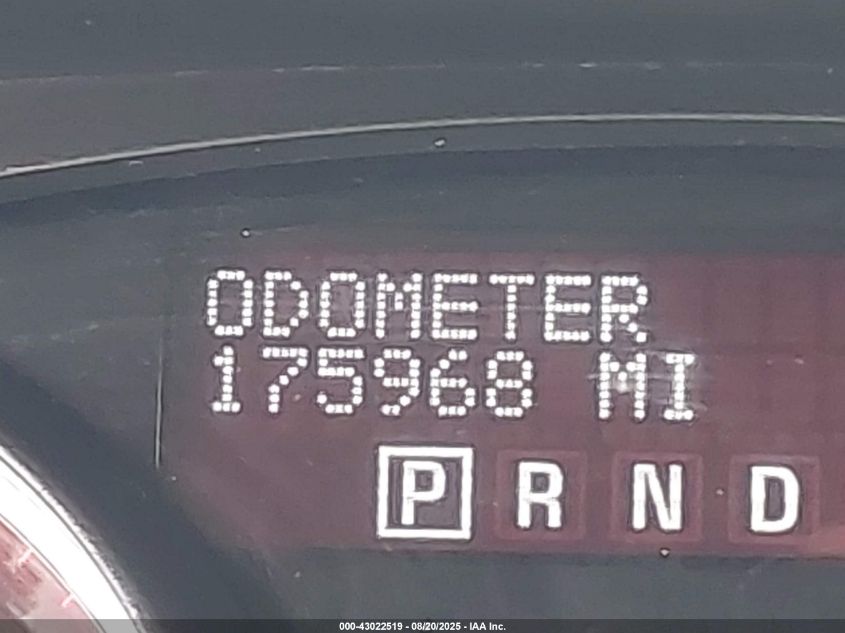 ODOMETER
175968 MI
P R N D
000-43022519 - 08/20/2025 - IAA Inc.